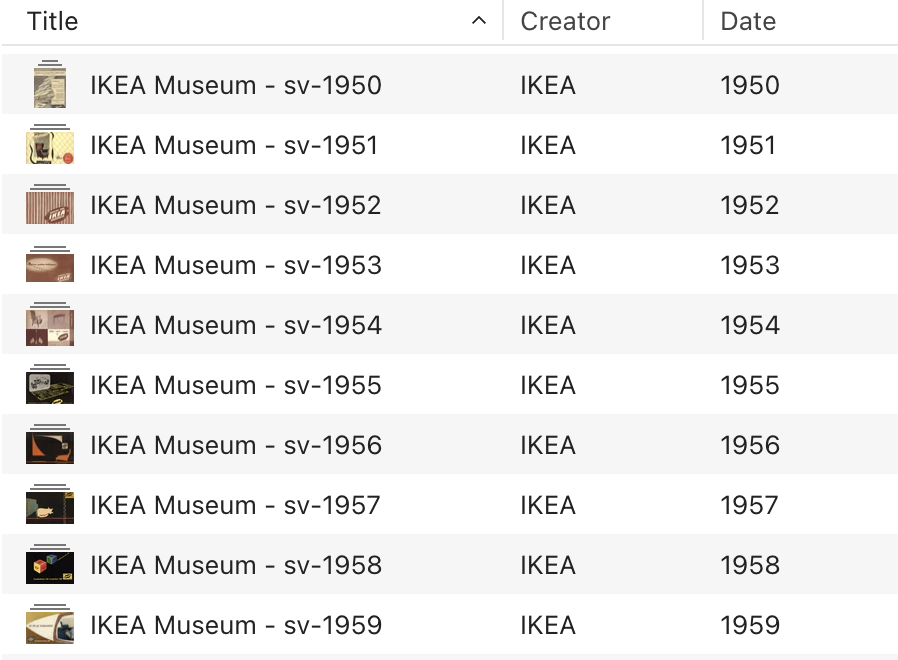 Title Creator Date
IKEA Museum - sv-1950 IKEA 1950
IKEA Museum - sv-1951 IKEA 1951
IKEA Museum - sv-1952 IKEA 1952
IKEA Museum - sv-1953 IKEA 1953
IKEA Museum - sv-1954 IKEA 1954
IKEA Museum - sv-1955 IKEA 1955
IKEA Museum - sv-1956 IKEA 1956
IKEA Museum - sv-1957 IKEA 1957
IKEA Museum - sv-1958 IKEA 1958
IKEA Museum - sv-1959 IKEA 1959